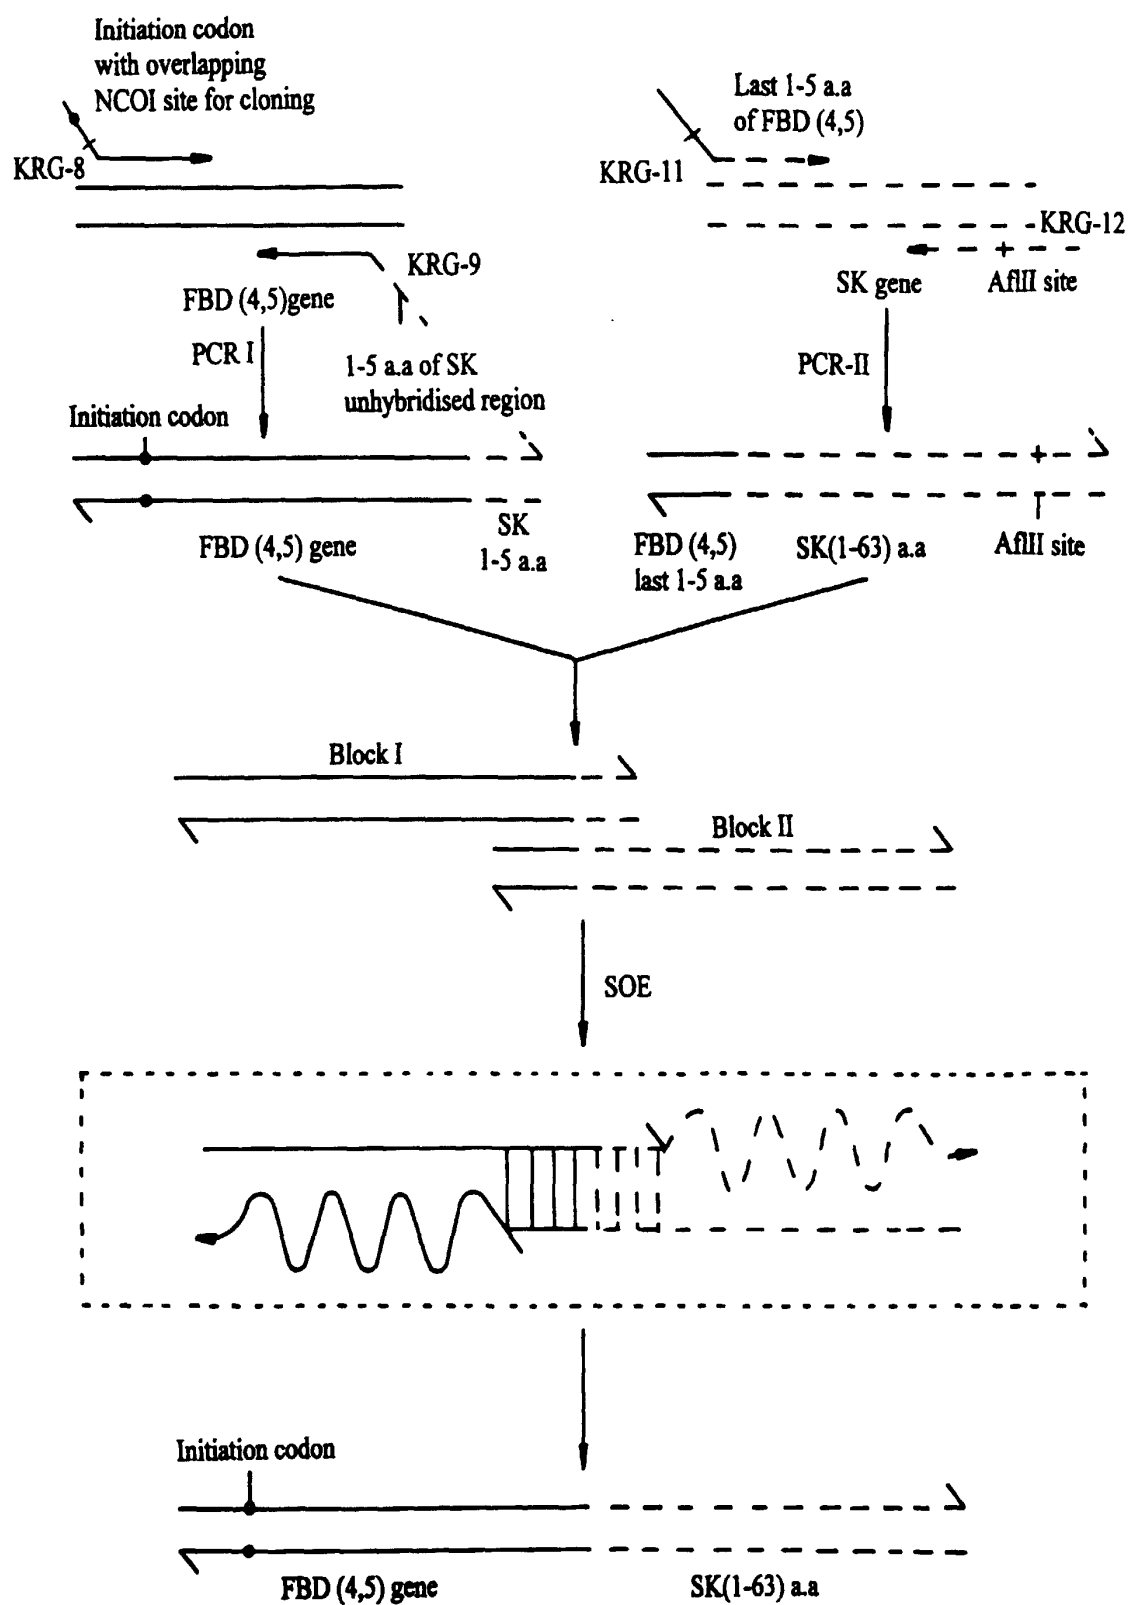 Initiation codon
with overlapping
NCOI site for cloning
KRG-8
Last 1-5 a.a
of FBD (4,5)
KRG-11
KRG-12
KRG-9
FBD (4,5)gene
SK gene
AflII site
PCR I
1-5 a.a of SK
unhybridised region
PCR-II
Initiation codon
FBD (4,5) gene
SK
1-5 a.a
FBD (4,5)
last 1-5 a.a
SK(1-63) a.a
AflII site
Block I
Block II
SOE
Initiation codon
FBD (4,5) gene
SK(1-63) a.a